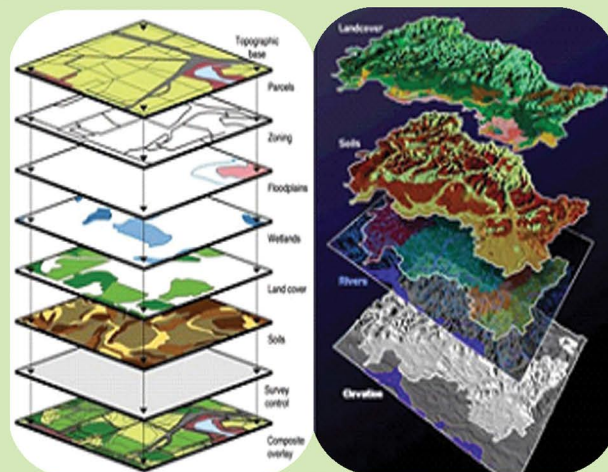 Topographic
base
Parcels
Zoning
Floodplains
Wetlands
Land cover
Soils
Survey
control
Composite
overlay
Landcover
Soils
Rivers
Elevation